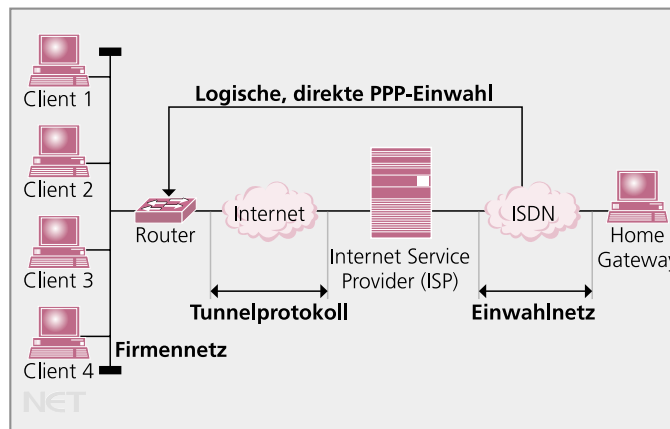 Client 1
Logische, direkte PPP-Einwahl
Client 2
Internet
ISDN
Router
Home
Gateway
Internet Service
Provider (ISP)
Client 3
Tunnelprotokoll
Einwahlnetz
Firmennetz
Client 4
NET